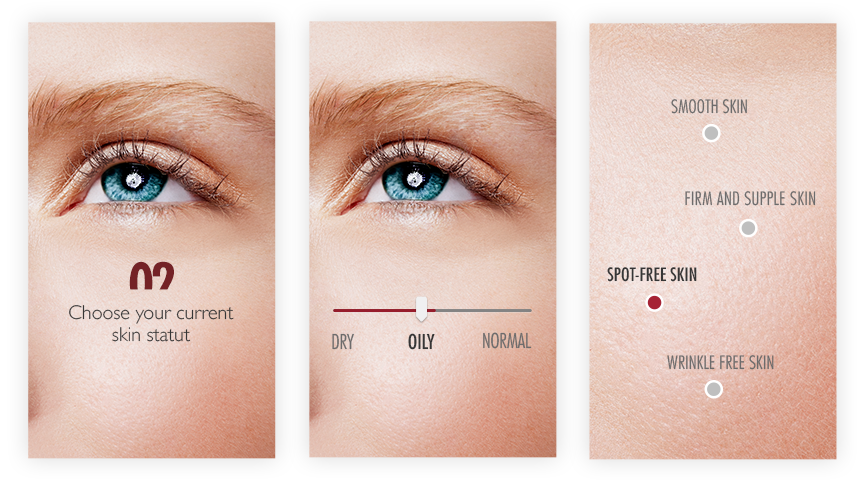 02
Choose your current
skin statut
DRY
OILY
NORMAL
SMOOTH SKIN
FIRM AND SUPPLE SKIN
SPOT-FREE SKIN
WRINKLE FREE SKIN